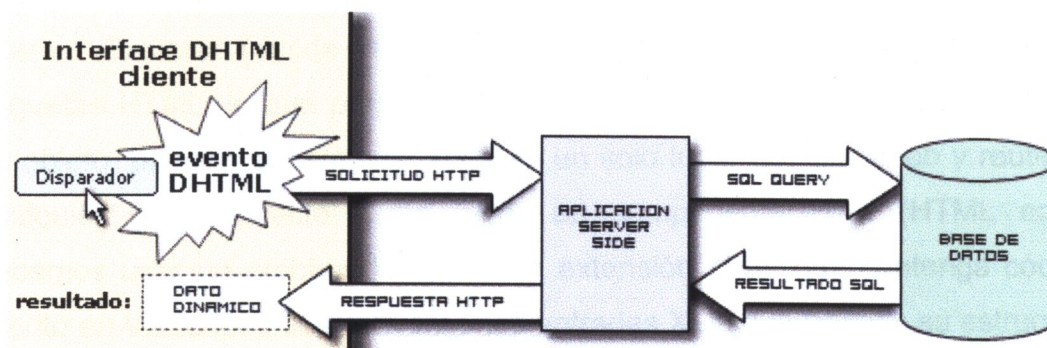 Interface DHTML
cliente
evento
DHTML
Disparador
SOLICITUD HTTP
APLICACION
SERVER
SIDE
SQL QUERY
BASE DE
DATOS
RESULTADO SQL
RESPUESTA HTTP
resultado:
DATO
DINAMICO